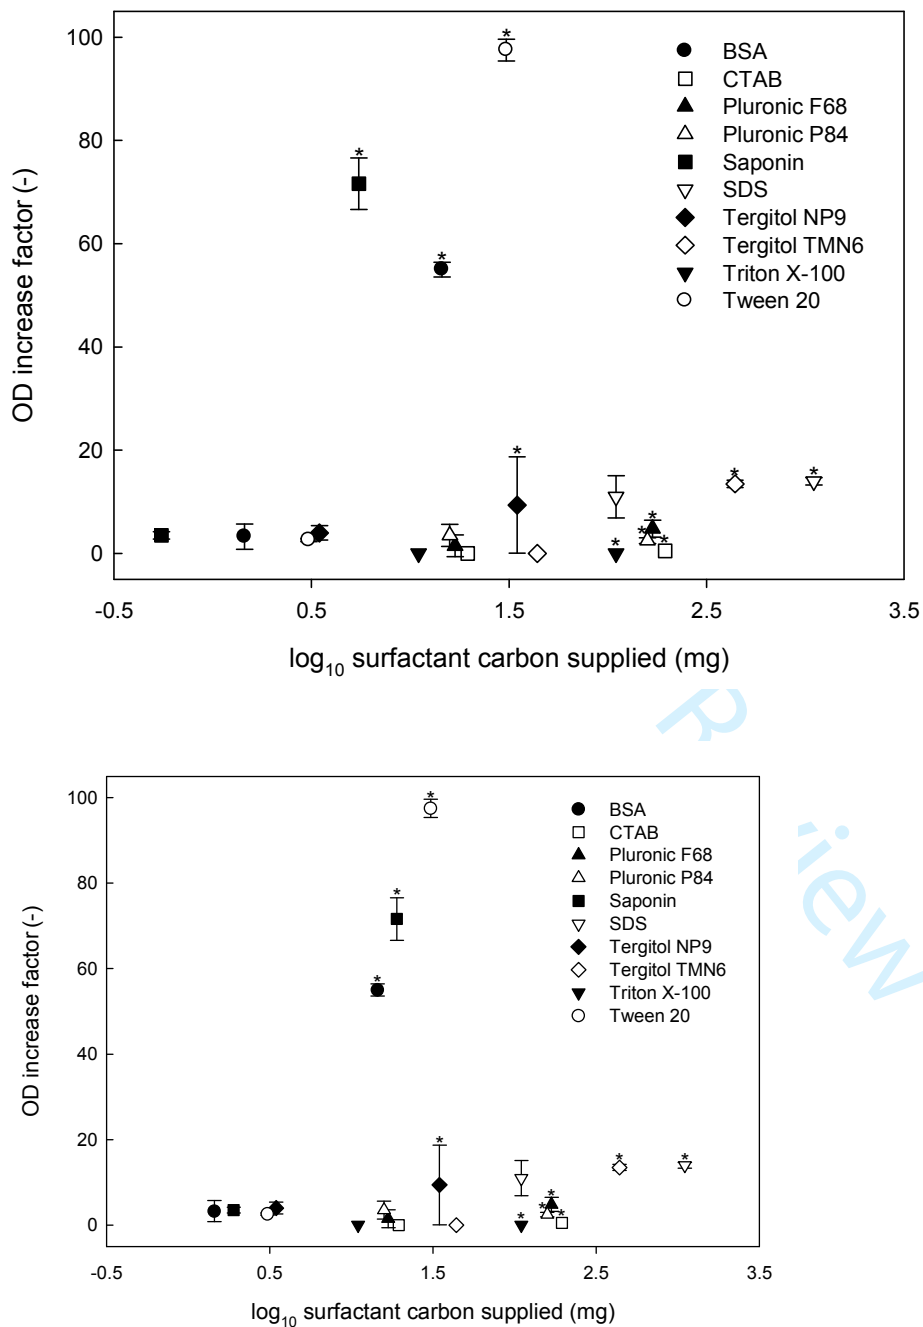 100
80
60
40
20
0
OD increase factor (-)
BSA
CTAB
Pluronic F68
Pluronic P84
Saponin
SDS
Tergitol NP9
Tergitol TMN6
Triton X-100
Tween 20
* * * * * * * * * *
-0.5 0.5 1.5 2.5 3.5
log10 surfactant carbon supplied (mg)
R
view
100
80
60
40
20
0
OD increase factor (-)
BSA
CTAB
Pluronic F68
Pluronic P84
Saponin
SDS
Tergitol NP9
Tergitol TMN6
Triton X-100
Tween 20
* * * * * * * * * *
-0.5 0.5 1.5 2.5 3.5
log10 surfactant carbon supplied (mg)